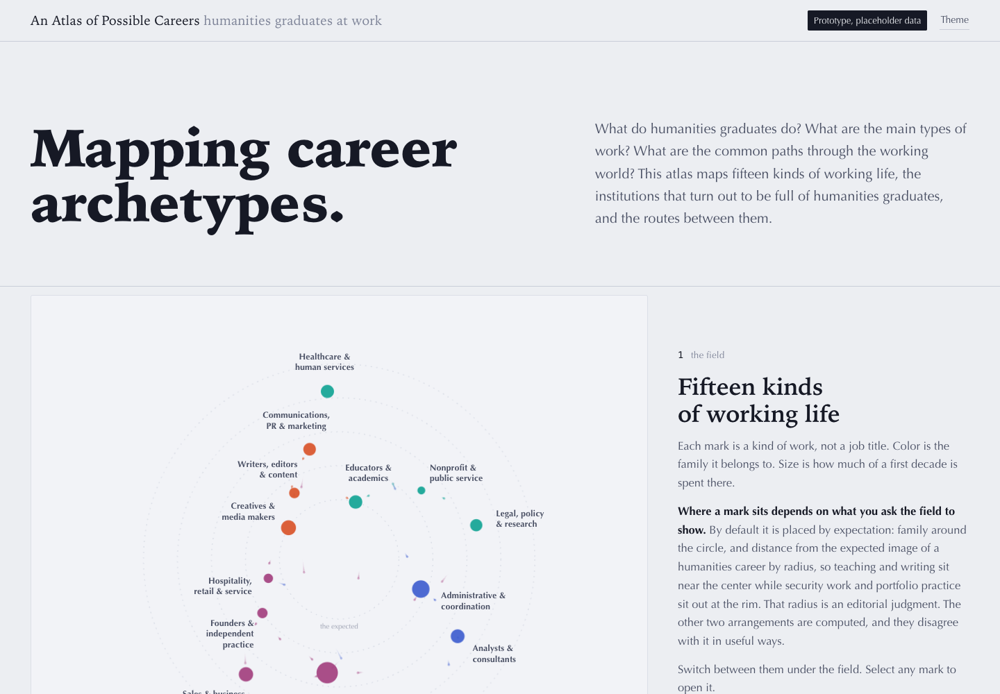 An Atlas of Possible Careers humanities graduates at work
Prototype, placeholder data
Theme
Mapping career
archetypes.
What do humanities graduates do? What are the main types of
work? What are the common paths through the working
world? This atlas maps fifteen kinds of working life, the
institutions that turn out to be full of humanities graduates,
and the routes between them.
Healthcare &
human services
Communications,
PR & marketing
Writers, editors
& content
Educators &
academics
Nonprofit &
public service
Creatives &
media makers
Legal, policy
& research
Hospitality,
retail & service
Administrative &
coordination
Founders &
independent
practice
the expected
Analysts &
consultants
Sales & business
1 the field
Fifteen kinds
of working life
Each mark is a kind of work, not a job title. Color is the
family it belongs to. Size is how much of a first decade is
spent there.
Where a mark sits depends on what you ask the field to
show. By default it is placed by expectation: family around
the circle, and distance from the expected image of a
humanities career by radius, so teaching and writing sit
near the center while security work and portfolio practice
sit out at the rim. That radius is an editorial judgment. The
other two arrangements are computed, and they disagree
with it in useful ways.
Switch between them under the field. Select any mark to
open it.